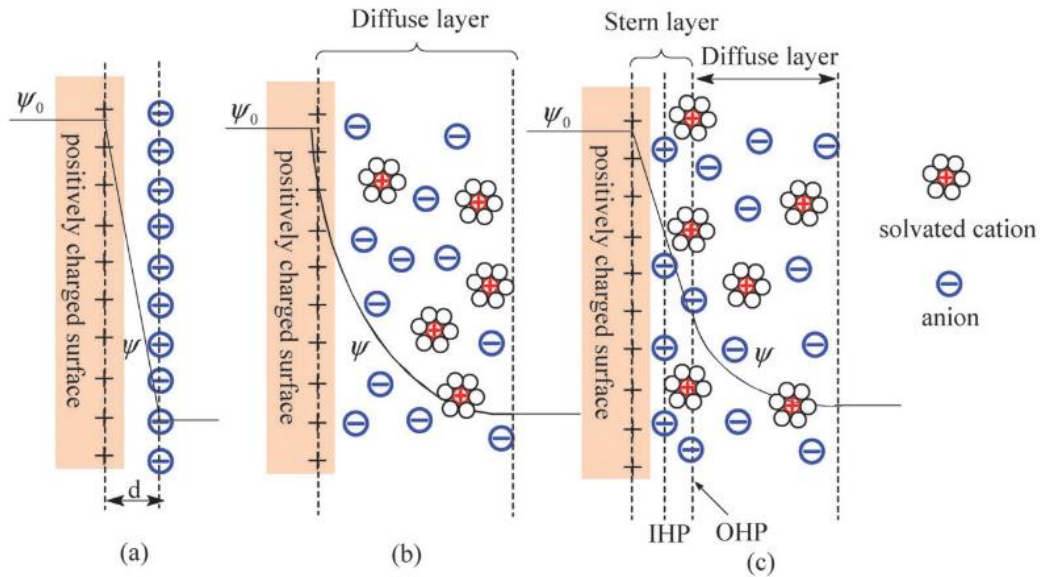 Diffuse layer
Stern layer
Diffuse layer
ψ₀
ψ₀
ψ₀
positively charged surface
positively charged surface
positively charged surface
ψ
ψ
ψ
solvated cation
anion
d
IHP
OHP
(a)
(b)
(c)